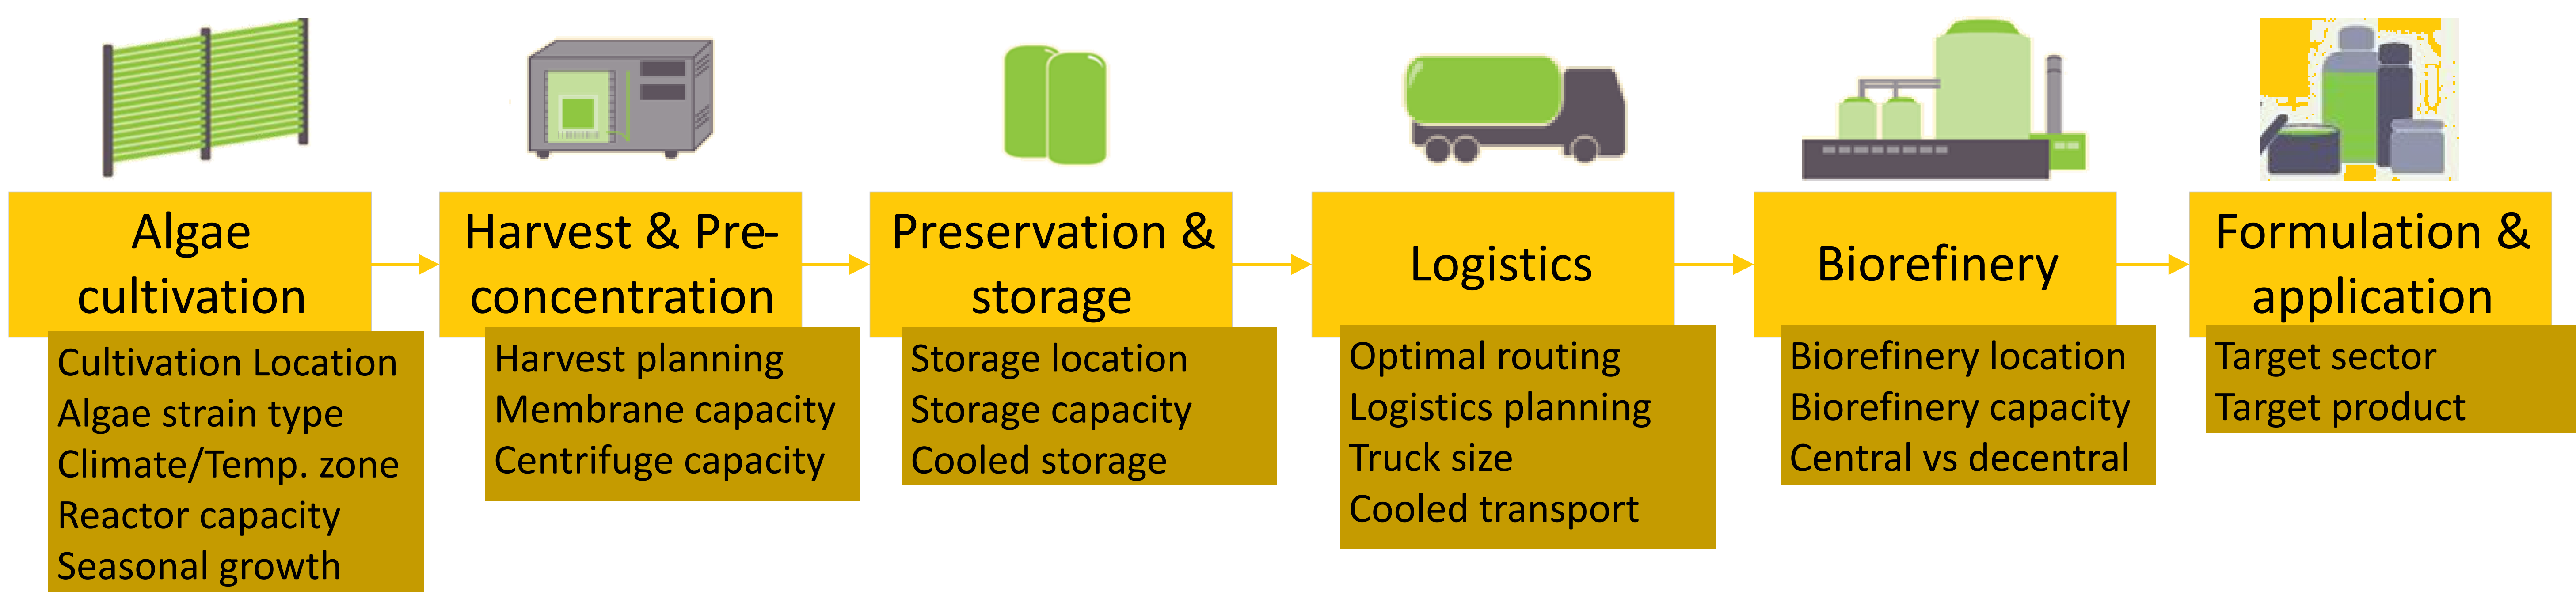 Algae
cultivation
Cultivation Location
Algae strain type
Climate/Temp. zone
Reactor capacity
Seasonal growth
Harvest & Pre-
concentration
Harvest planning
Membrane capacity
Centrifuge capacity
Preservation &
storage
Storage location
Storage capacity
Cooled storage
Logistics
Optimal routing
Logistics planning
Truck size
Cooled transport
Biorefinery
Biorefinery location
Biorefinery capacity
Central vs decentral
Formulation &
application
Target sector
Target product